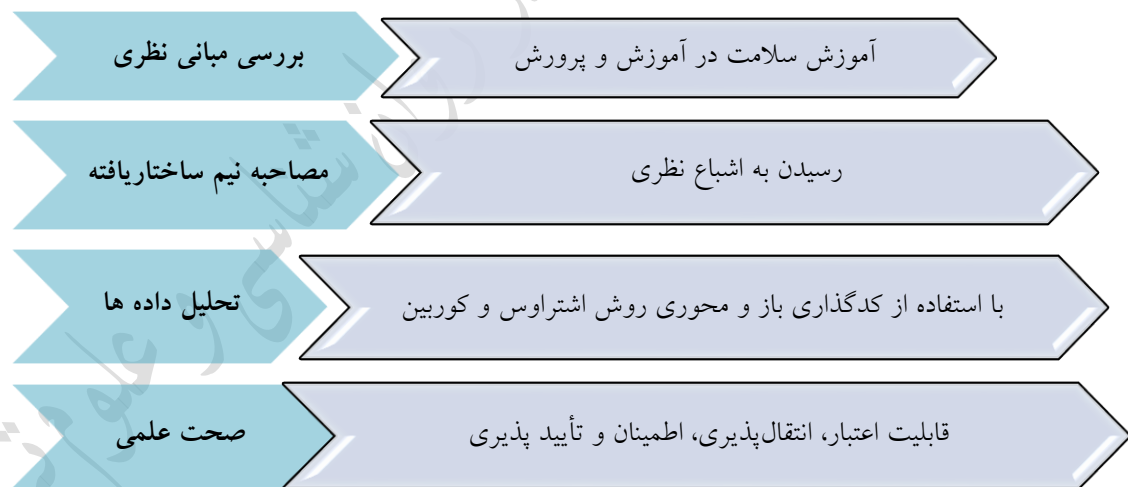 بررسی مبانی نظری
آموزش سلامت در آموزش و پرورش
مصاحبه نیم ساختاریافته
رسیدن به اشباع نظری
تحلیل داده ها
با استفاده از کدگذاری باز و محوری روش اشتراوس و کوربین
صحت علمی
قابلیت اعتبار، انتقال‌پذیری، اطمینان و تأیید پذیری